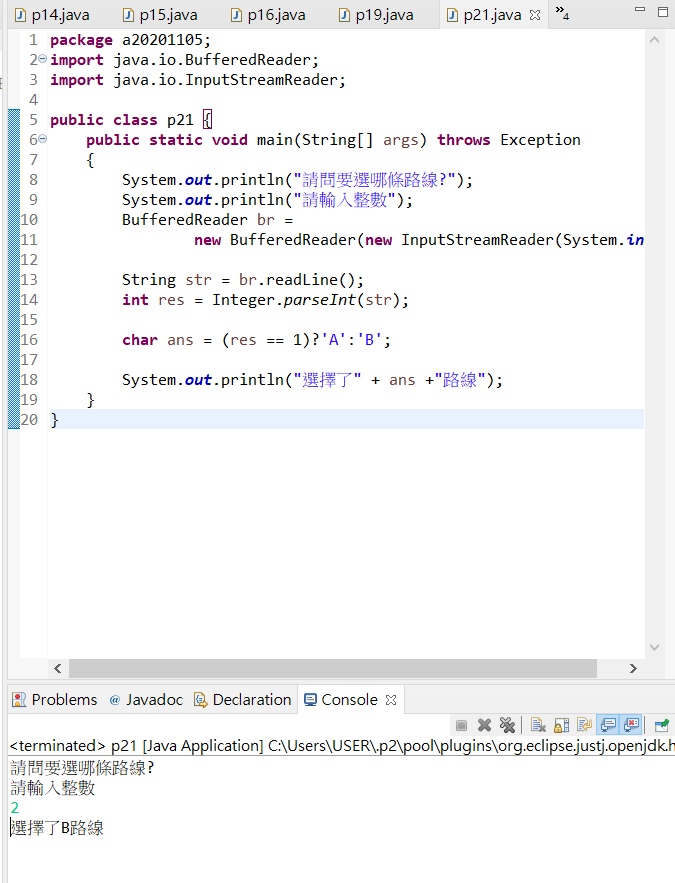 p14.java p15.java p16.java p19.java p21.java »4
1 package a20201105;
2 import java.io.BufferedReader;
3 import java.io.InputStreamReader;
4
5 public class p21 {
6 public static void main(String[] args) throws Exception
7 {
8 System.out.println("請問要選哪條路線?");
9 System.out.println("請輸入整數");
10 BufferedReader br =
11 new BufferedReader(new InputStreamReader(System.in
12
13 String str = br.readLine();
14 int res = Integer.parseInt(str);
15
16 char ans = (res == 1)?'A':'B';
17
18 System.out.println("選擇了" + ans +"路線");
19 }
20 }
Problems @ Javadoc Declaration Console
<terminated> p21 [Java Application] C:\Users\USER\.p2\pool\plugins\org.eclipse.justj.openjdk.h
請問要選哪條路線?
請輸入整數
2
選擇了B路線